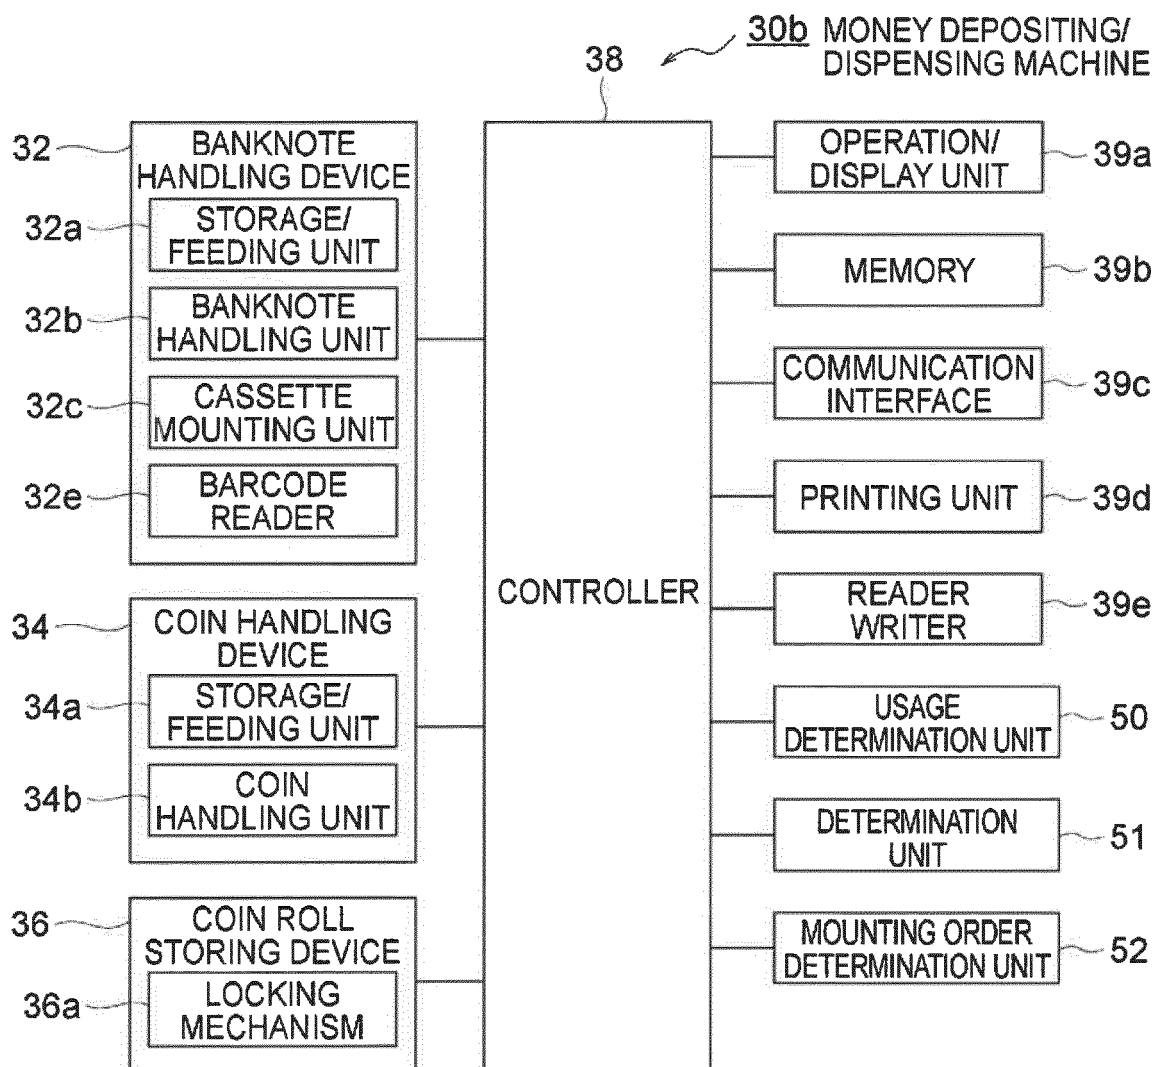 30b MONEY DEPOSITING/
DISPENSING MACHINE
38
32 BANKNOTE
HANDLING DEVICE
32a STORAGE/
FEEDING UNIT
32b BANKNOTE
HANDLING UNIT
32c CASSETTE
MOUNTING UNIT
32e BARCODE
READER
34 COIN HANDLING
DEVICE
34a STORAGE/
FEEDING UNIT
34b COIN
HANDLING UNIT
36 COIN ROLL
STORING DEVICE
36a LOCKING
MECHANISM
CONTROLLER
OPERATION/
DISPLAY UNIT 39a
MEMORY 39b
COMMUNICATION
INTERFACE 39c
PRINTING UNIT 39d
READER
WRITER 39e
USAGE
DETERMINATION UNIT 50
DETERMINATION
UNIT 51
MOUNTING ORDER
DETERMINATION UNIT 52